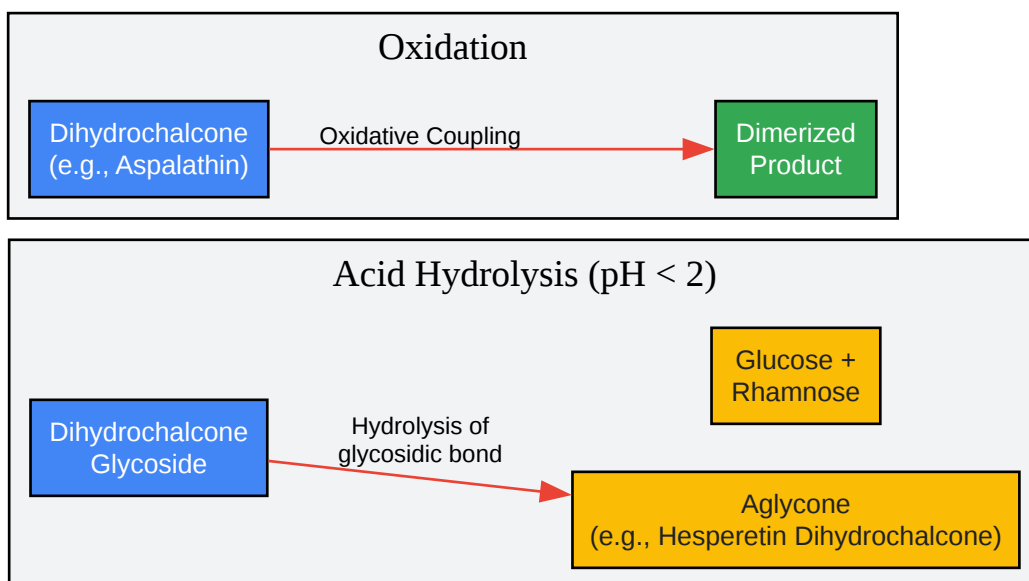 Oxidation
Dihydrochalcone
(e.g., Aspalathin)
Oxidative Coupling
Dimerized
Product
Acid Hydrolysis (pH < 2)
Glucose +
Rhamnose
Dihydrochalcone
Glycoside
Hydrolysis of
glycosidic bond
Aglycone
(e.g., Hesperetin Dihydrochalcone)